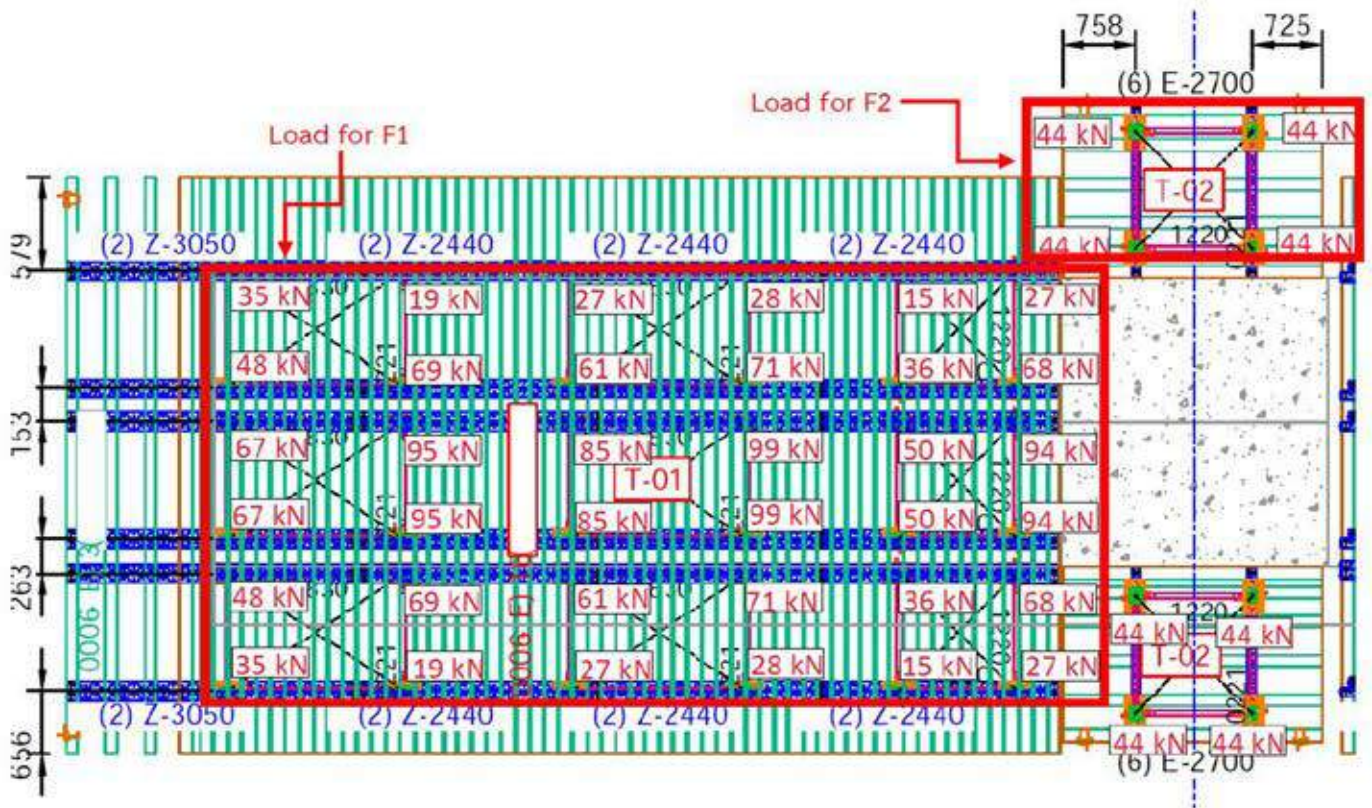 758
725
(6) E-2700
Load for F2
44 kN
44 kN
Load for F1
T-02
579
(2) Z-3050
(2) Z-2440
(2) Z-2440
(2) Z-2440
44 kN
1220
44 kN
35 kN
19 kN
27 kN
28 kN
15 kN
27 kN
48 kN
69 kN
61 kN
71 kN
36 kN
68 kN
153
67 kN
95 kN
85 kN
99 kN
50 kN
94 kN
T-01
67 kN
95 kN
85 kN
99 kN
50 kN
94 kN
263
48 kN
69 kN
61 kN
71 kN
36 kN
68 kN
1220
44 kN
44 kN
T-02
35 kN
19 kN
27 kN
28 kN
15 kN
27 kN
(2) Z-3050
(2) Z-2440
(2) Z-2440
(2) Z-2440
44 kN
44 kN
656
(6) E-2700